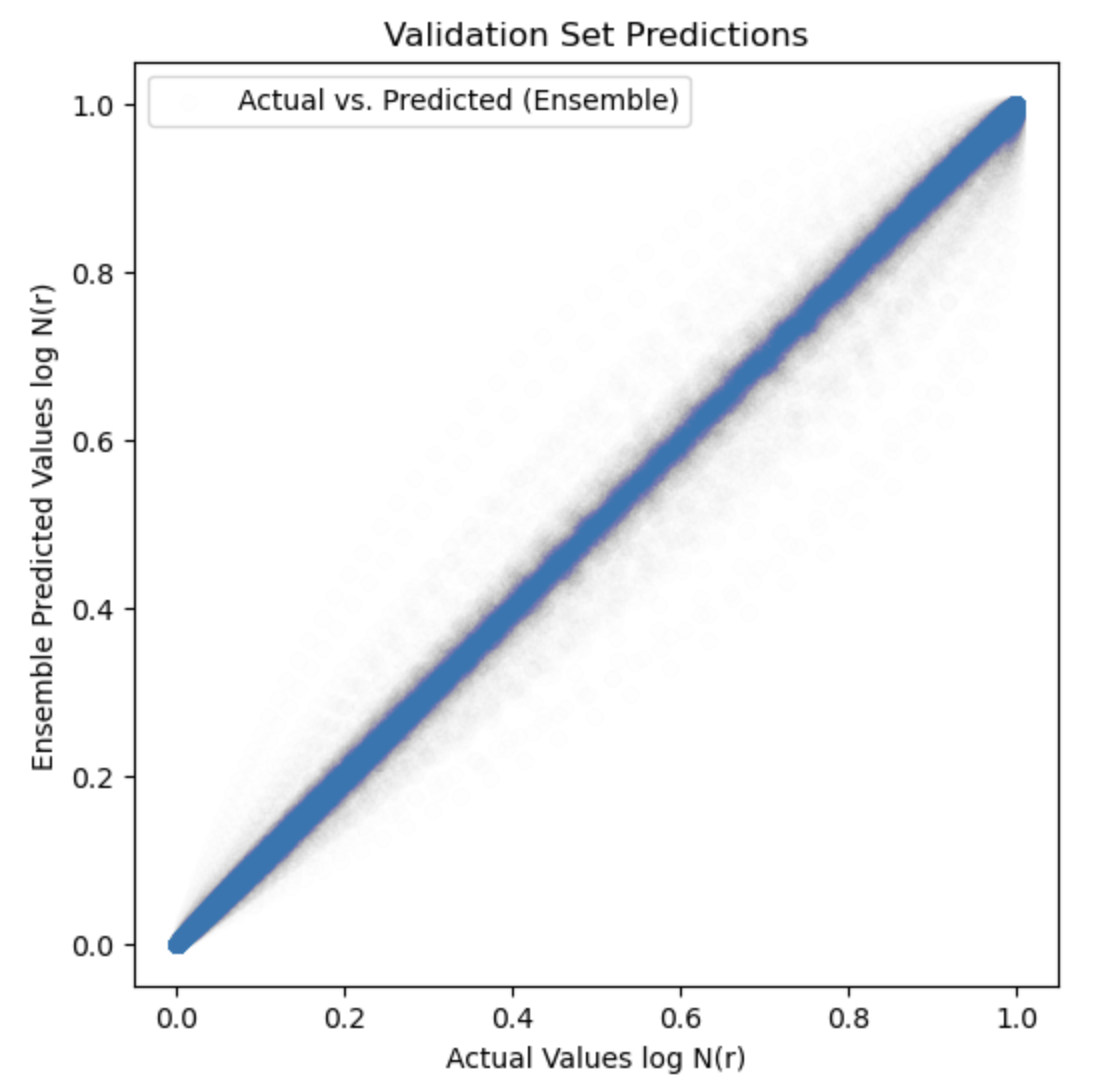 Validation Set Predictions
Actual vs. Predicted (Ensemble)
Ensemble Predicted Values log N(r)
1.0
0.8
0.6
0.4
0.2
0.0
0.0 0.2 0.4 0.6 0.8 1.0
Actual Values log N(r)